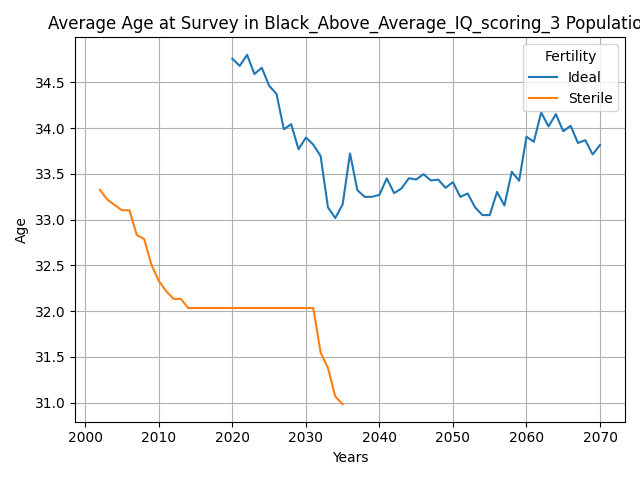 Average Age at Survey in Black_Above_Average_IQ_scoring_3 Populatio
Fertility
Ideal
Sterile
34.5
34.0
33.5
33.0
32.5
32.0
31.5
31.0
Age
2000 2010 2020 2030 2040 2050 2060 2070
Years